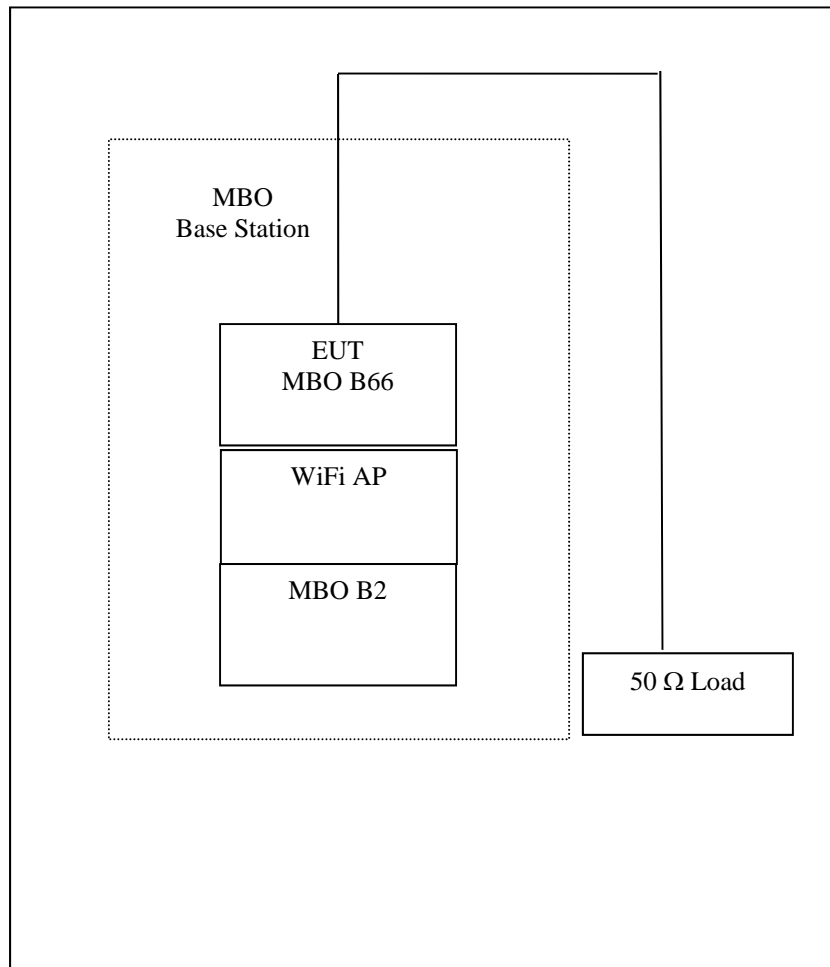 MBO
Base Station
EUT
MBO B66
WiFi AP
MBO B2
50 Ω Load